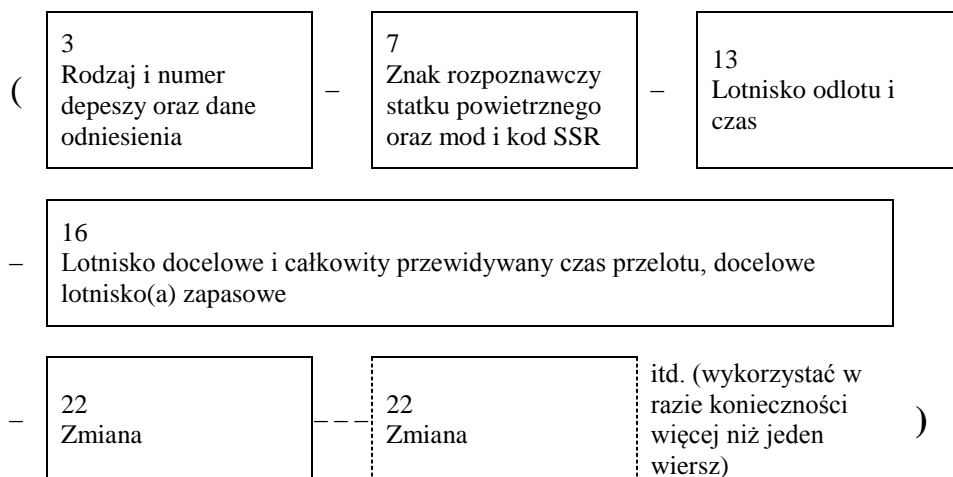 3
Rodzaj i numer
depeszy oraz dane
odniesienia
(
–
7
Znak rozpoznawczy
statku powietrznego
oraz mod i kod SSR
–
13
Lotnisko odlotu i
czas
–
16
Lotnisko docelowe i całkowity przewidywany czas przelotu, docelowe
lotnisko(a) zapasowe
–
22
Zmiana
– – –
22
Zmiana
itd. (wykorzystać w
razie konieczności
więcej niż jeden
wiersz)
)